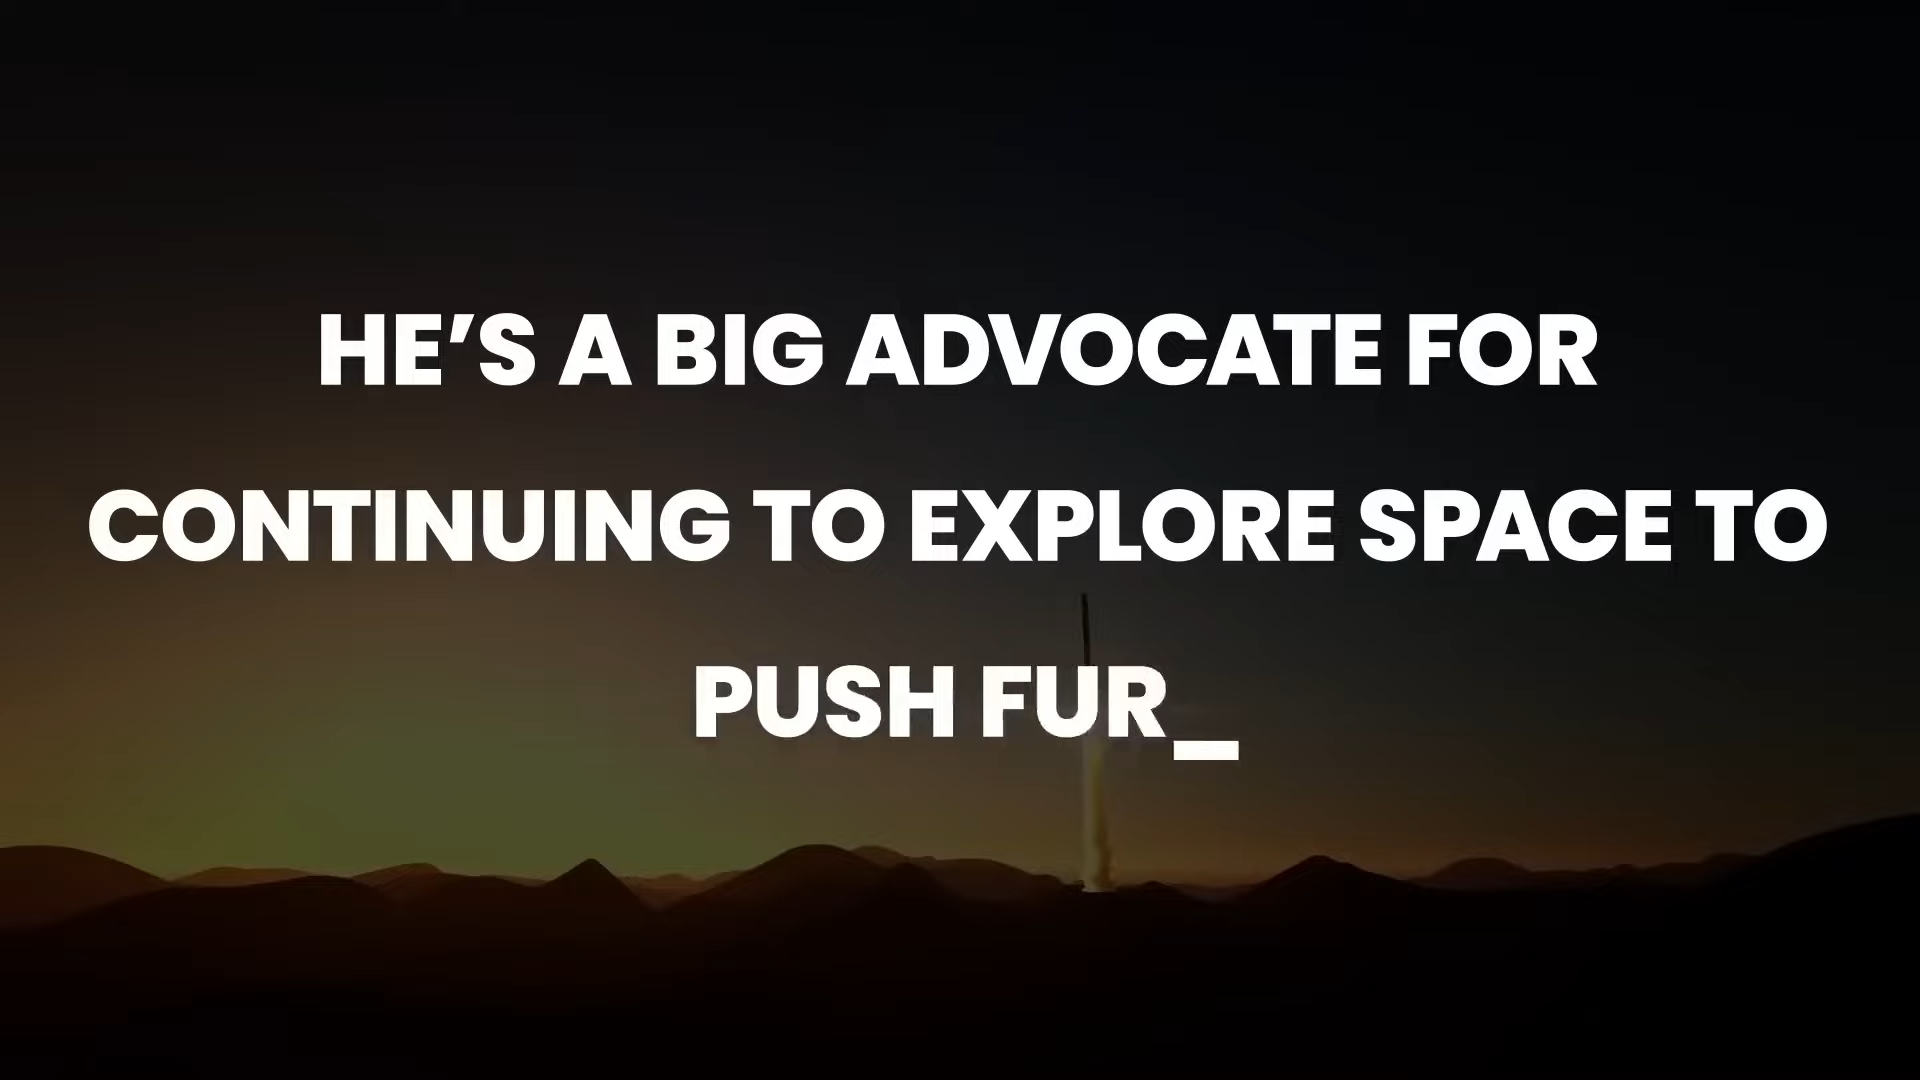 HE’S A BIG ADVOCATE FOR
CONTINUING TO EXPLORE SPACE TO
PUSH FUR_